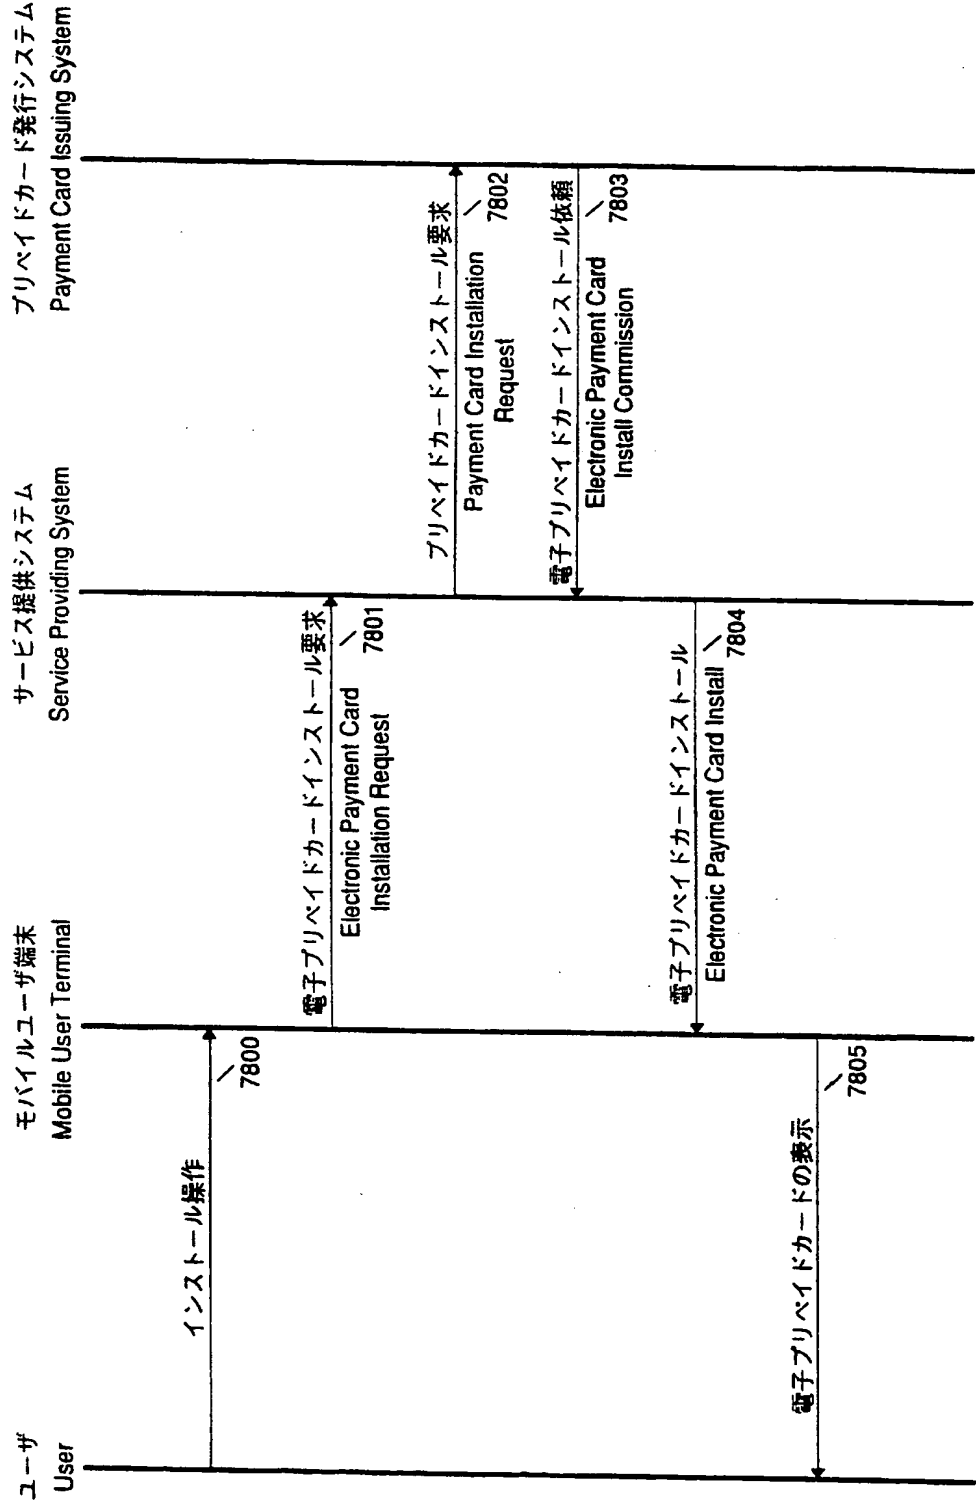 ユーザ
User
モバイルユーザ端末
Mobile User Terminal
サービス提供システム
Service Providing System
プリペイドカード発行システム
Payment Card Issuing System
インストール操作
7800
電子プリペイドカードインストール要求
7801
Electronic Payment Card
Installation Request
プリペイドカードインストール要求
7802
Payment Card Installation
Request
電子プリペイドカードインストール依頼
7803
Electronic Payment Card
Install Commission
電子プリペイドカードインストール
7804
Electronic Payment Card Install
電子プリペイドカードの表示
7805